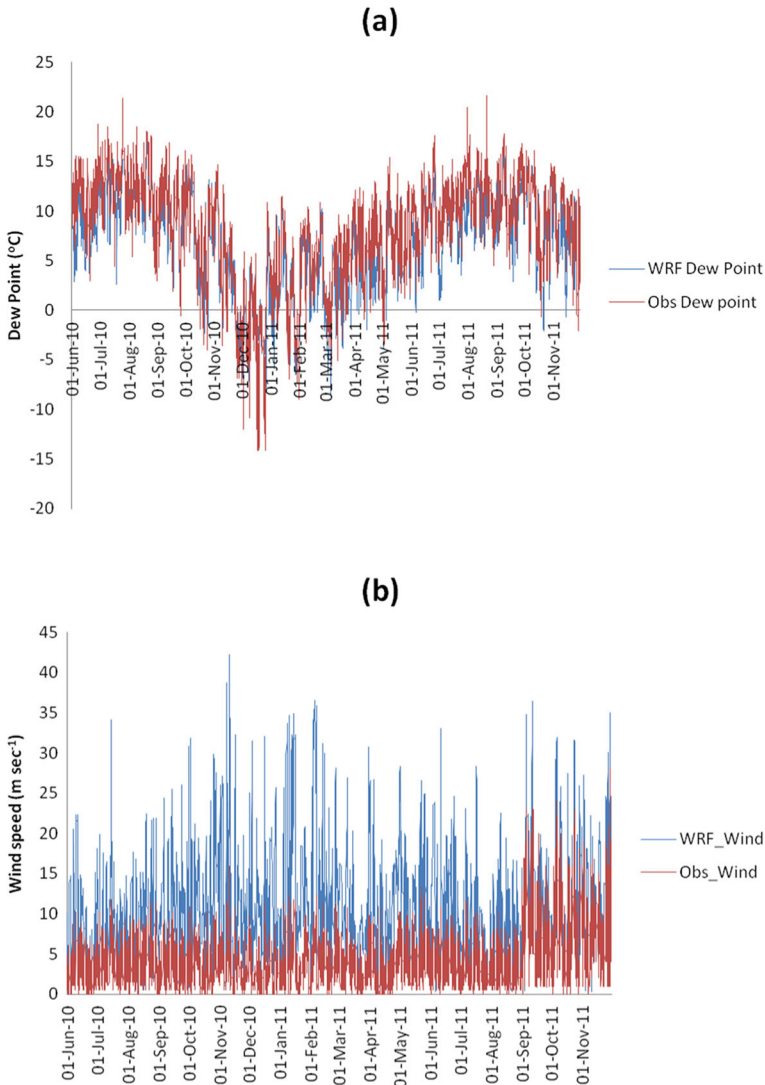 (a)
25
20
15
10
5
0
-5
-10
-15
-20
Dew Point (°C)
01-Jun-10
01-Jul-10
01-Aug-10
01-Sep-10
01-Oct-10
01-Nov-10
01-Dec-10
01-Jan-11
01-Feb-11
01-Mar-11
01-Apr-11
01-May-11
01-Jun-11
01-Jul-11
01-Aug-11
01-Sep-11
01-Oct-11
01-Nov-11
WRF Dew Point
Obs Dew point
(b)
45
40
35
30
25
20
15
10
5
0
Wind speed (m sec⁻¹)
01-Jun-10
01-Jul-10
01-Aug-10
01-Sep-10
01-Oct-10
01-Nov-10
01-Dec-10
01-Jan-11
01-Feb-11
01-Mar-11
01-Apr-11
01-May-11
01-Jun-11
01-Jul-11
01-Aug-11
01-Sep-11
01-Oct-11
01-Nov-11
WRF_Wind
Obs_Wind